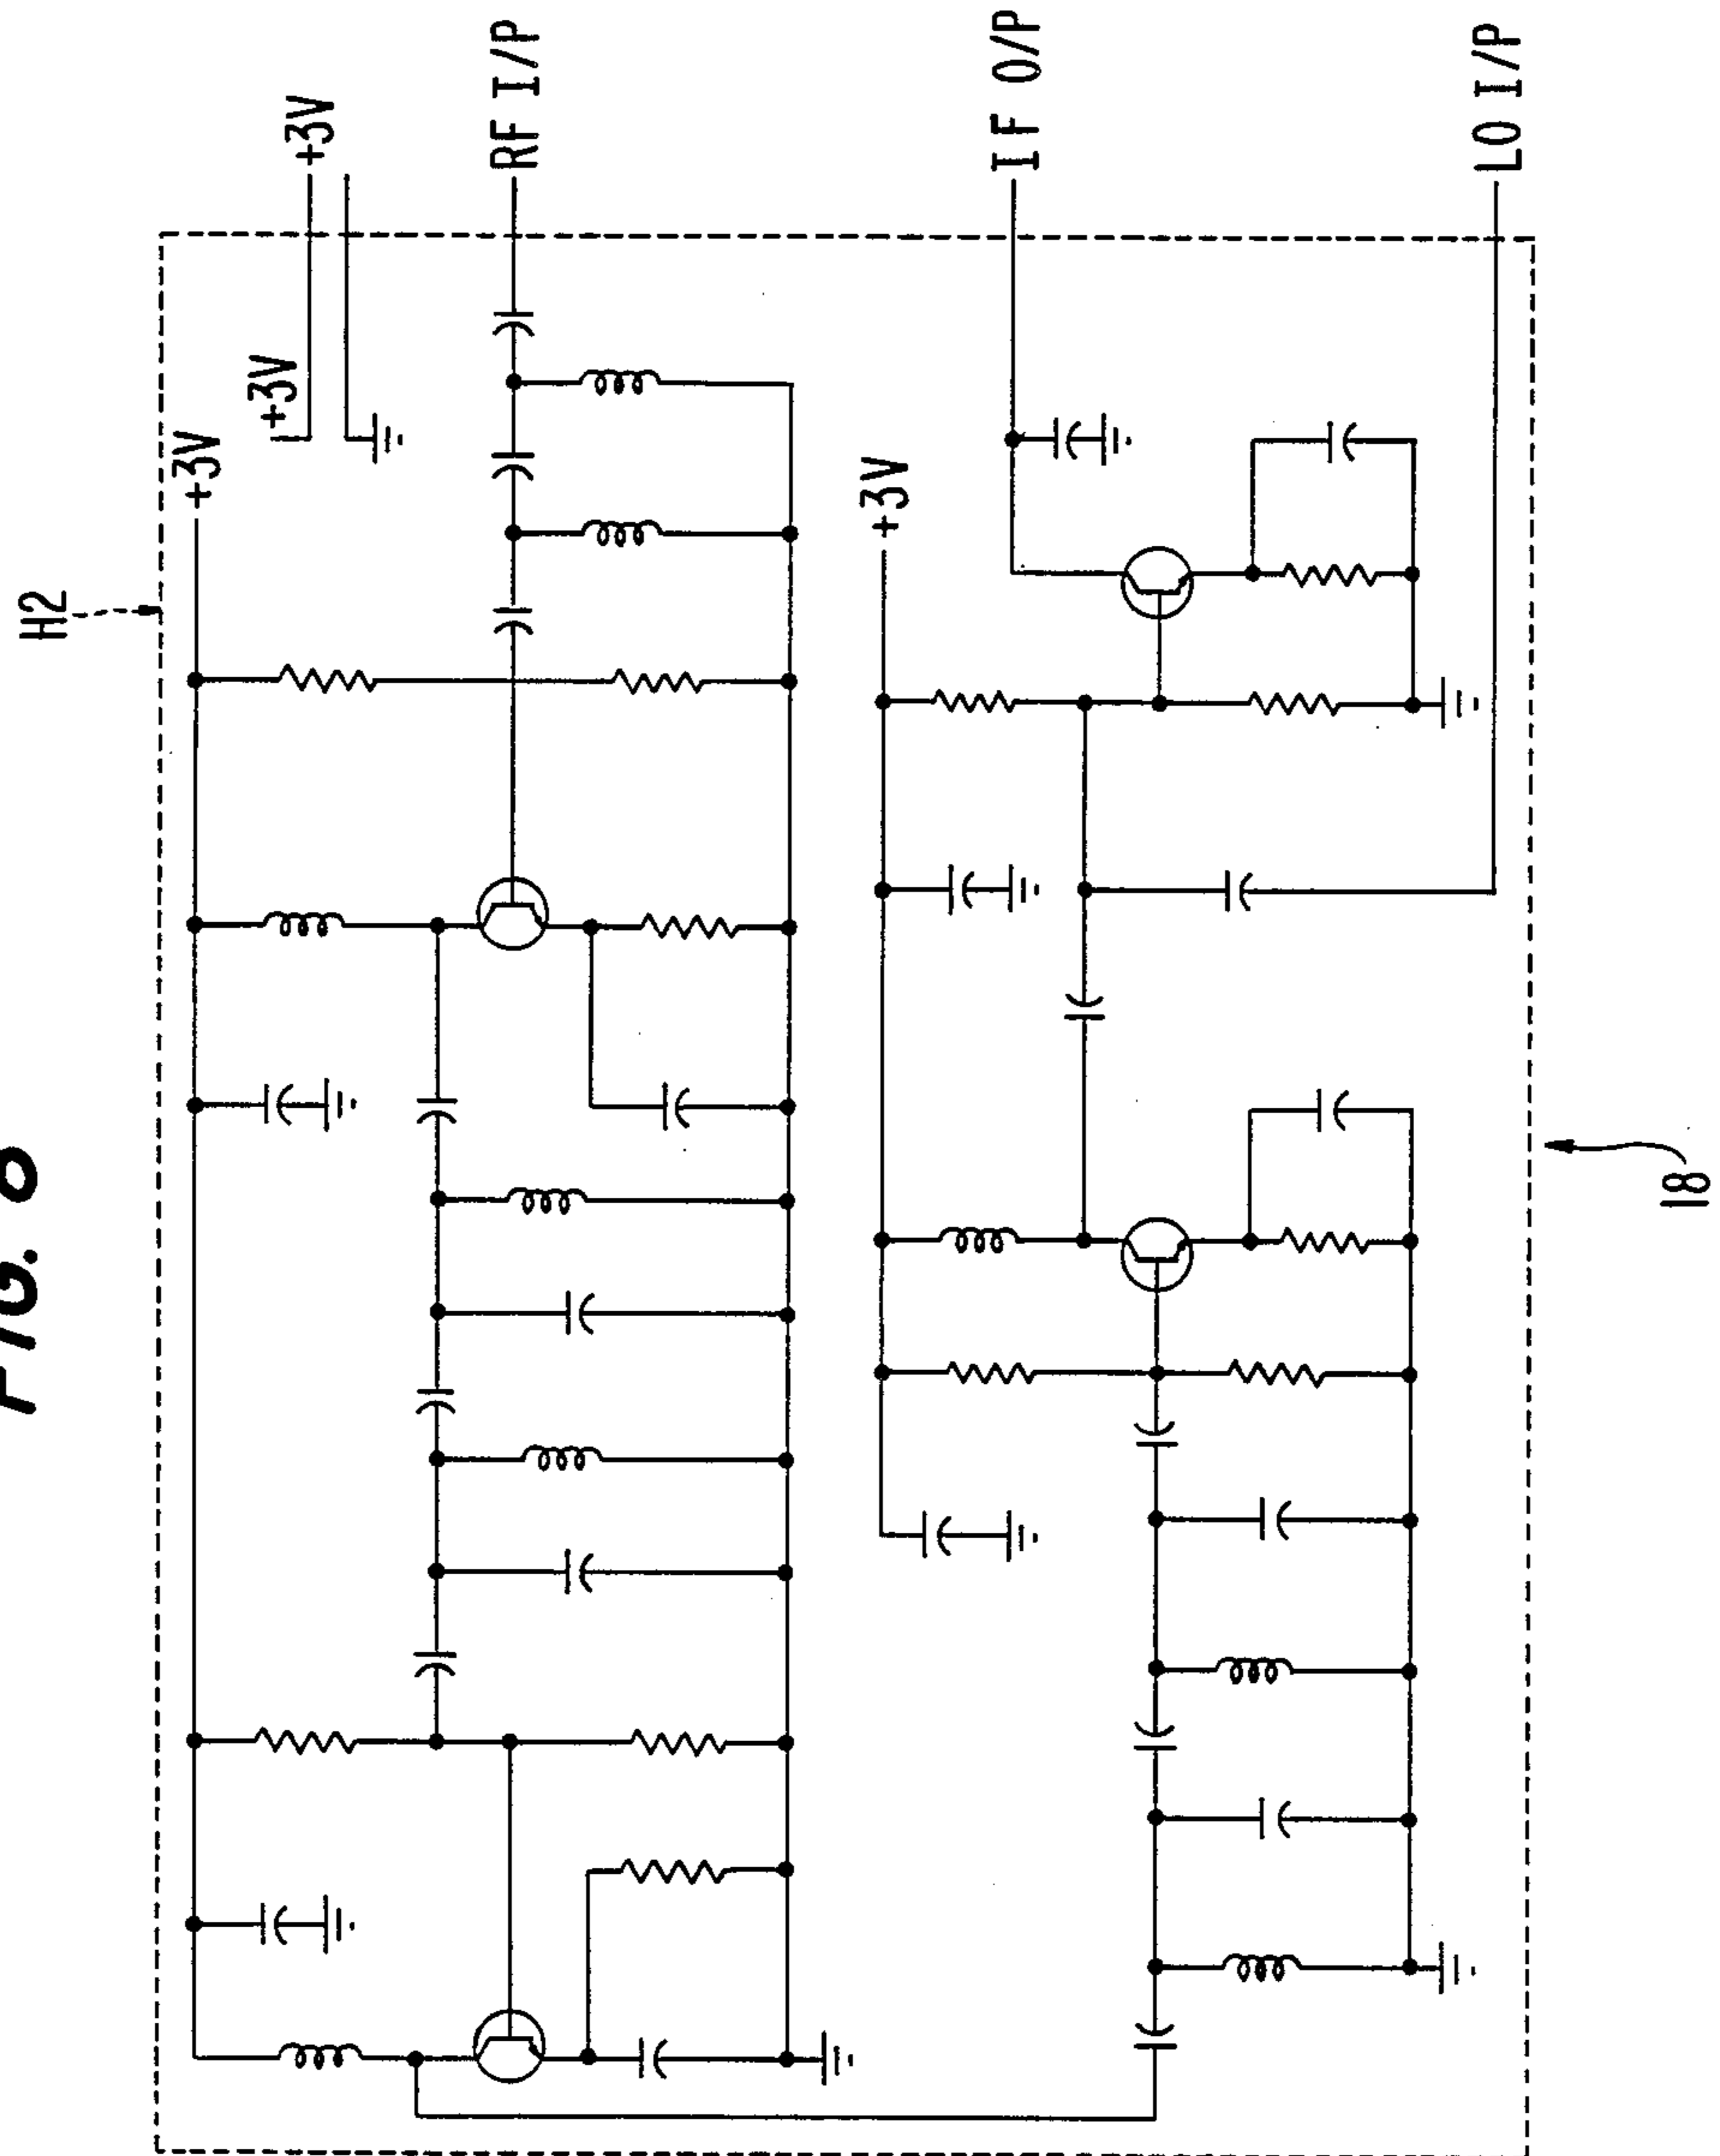 FIG. 8
H2
+3V
+3V
+3V
RF I/P
+3V
IF O/P
LO I/P
18